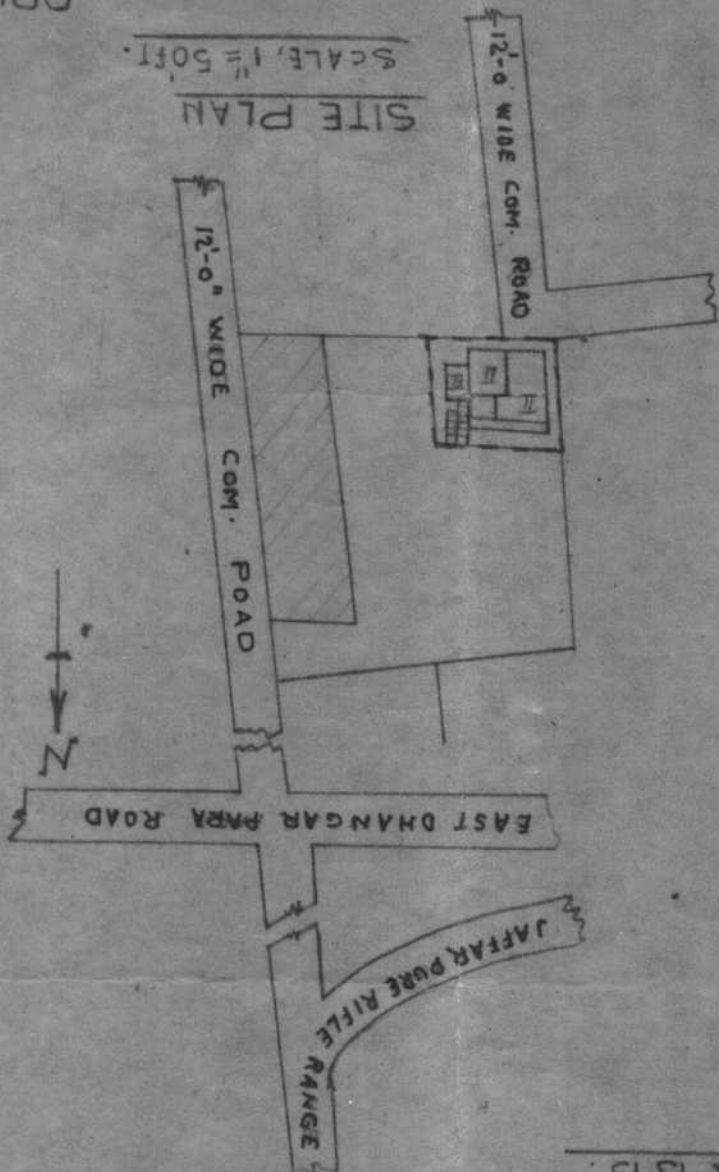 SITE PLAN
SCALE, 1" = 50FT.
12'-0" WIDE COM. ROAD
12'-0" WIDE COM. ROAD
II
N
EAST DHANGAR PARA ROAD
JAFFAR PURE RIFLE RANGE